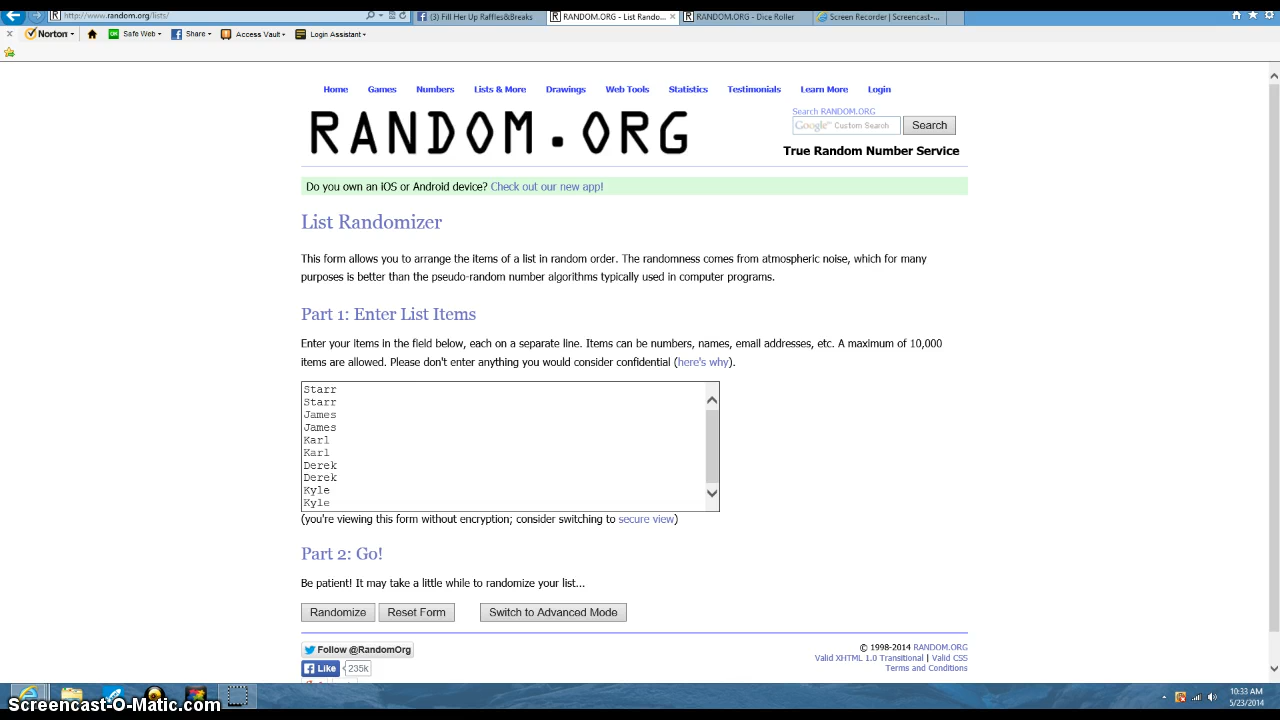 http://www.random.org/lists/
(3) Fill Her Up Raffles&Breaks
RANDOM.ORG - List Rando...
RANDOM.ORG - Dice Roller
Screen Recorder | Screencast-...
Norton
Safe Web
Share
Access Vault
Login Assistant
Home Games Numbers Lists & More Drawings Web Tools Statistics Testimonials Learn More Login
RANDOM.ORG
Search RANDOM.ORG
Google™ Custom Search
Search
True Random Number Service
Do you own an iOS or Android device? Check out our new app!
List Randomizer
This form allows you to arrange the items of a list in random order. The randomness comes from atmospheric noise, which for many
purposes is better than the pseudo-random number algorithms typically used in computer programs.
Part 1: Enter List Items
Enter your items in the field below, each on a separate line. Items can be numbers, names, email addresses, etc. A maximum of 10,000
items are allowed. Please don't enter anything you would consider confidential (here's why).
Starr
Starr
James
James
Karl
Karl
Derek
Derek
Kyle
Kyle
(you're viewing this form without encryption; consider switching to secure view)
Part 2: Go!
Be patient! It may take a little while to randomize your list...
Randomize Reset Form Switch to Advanced Mode
Follow @RandomOrg
Like 235k
© 1998-2014 RANDOM.ORG
Valid XHTML 1.0 Transitional | Valid CSS
Terms and Conditions
10:33 AM
5/23/2014
Screencast-O-Matic.com